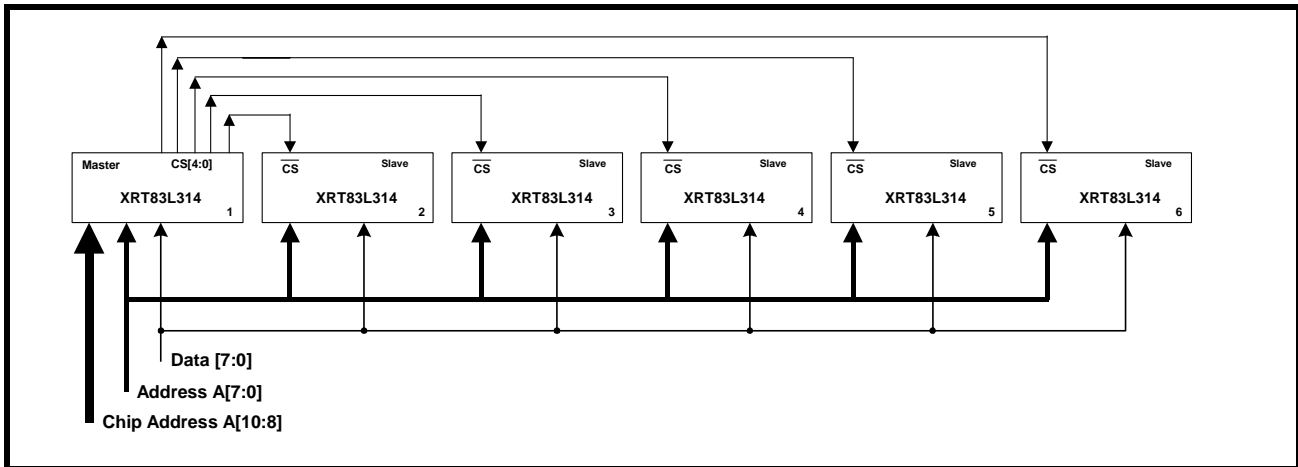 Master CS[4:0]
XRT83L314
1
CS Slave
XRT83L314
2
CS Slave
XRT83L314
3
CS Slave
XRT83L314
4
CS Slave
XRT83L314
5
CS Slave
XRT83L314
6
Data [7:0]
Address A[7:0]
Chip Address A[10:8]